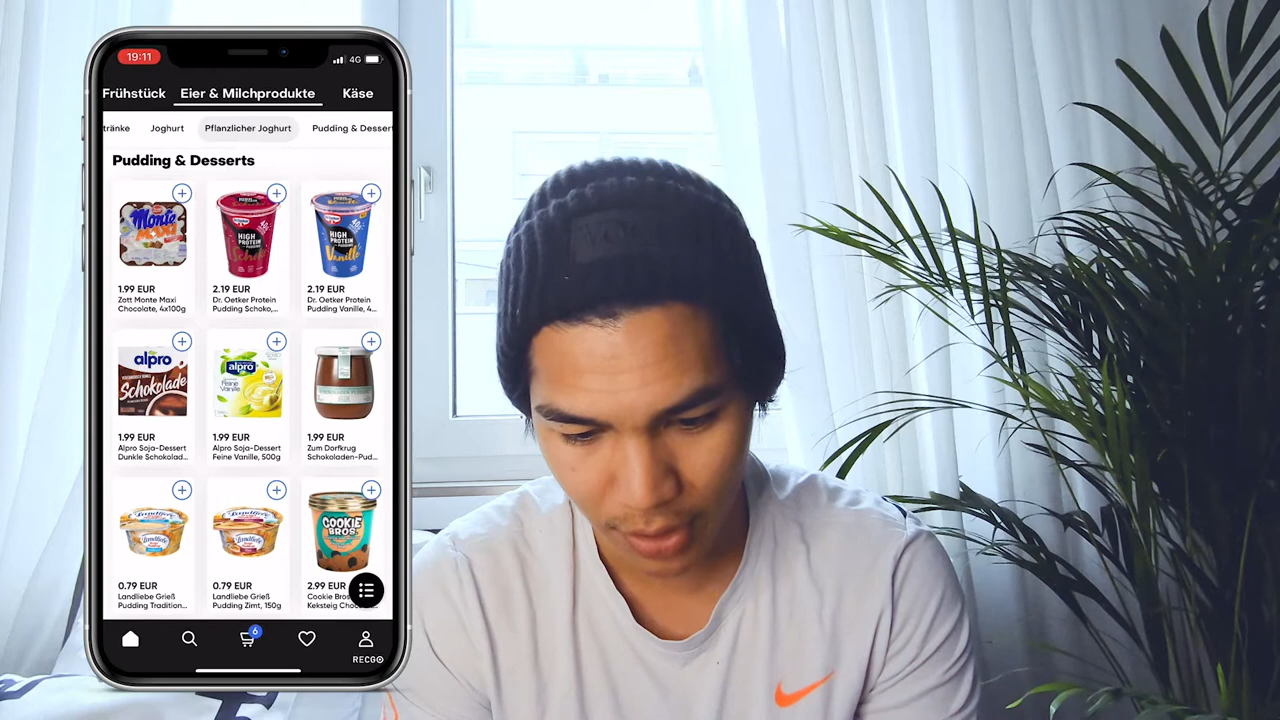 19:11
4G
Frühstück Eier & Milchprodukte Käse
tränke Joghurt Pflanzlicher Joghurt Pudding & Dessert
Pudding & Desserts
Monte
HIGH PROTEIN PUDDING
HIGH PROTEIN PUDDING
Vanille
1.99 EUR
Zott Monte Maxi
Chocolate, 4x100g
2.19 EUR
Dr. Oetker Protein
Pudding Schoko,...
2.19 EUR
Dr. Oetker Protein
Pudding Vanille, 4...
alpro
Schokolade
alpro
Feine Vanille
1.99 EUR
Alpro Soja-Dessert
Dunkle Schokolad...
1.99 EUR
Alpro Soja-Dessert
Feine Vanille, 500g
1.99 EUR
Zum Dorfkrug
Schokoladen-Pud...
Landliebe
Landliebe
COOKIE BROS.
0.79 EUR
Landliebe Grieß
Pudding Tradition...
0.79 EUR
Landliebe Grieß
Pudding Zimt, 150g
2.99 EUR
Cookie Bros
Keksteig Choc
6
RECGO